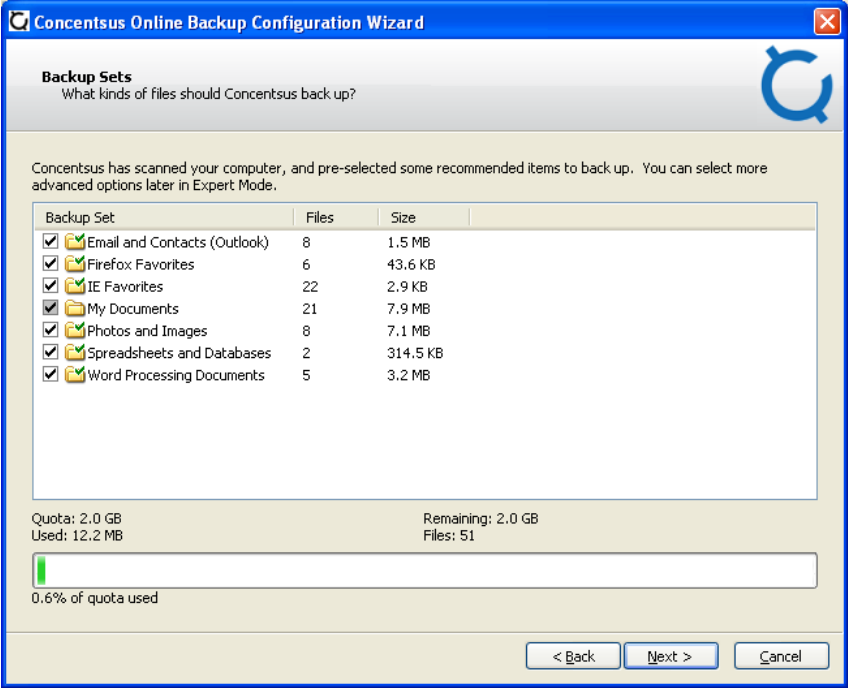 Concentsus Online Backup Configuration Wizard
Backup Sets
What kinds of files should Concentsus back up?
Concentsus has scanned your computer, and pre-selected some recommended items to back up. You can select more
advanced options later in Expert Mode.
Backup Set Files Size
Email and Contacts (Outlook) 8 1.5 MB
Firefox Favorites 6 43.6 KB
IE Favorites 22 2.9 KB
My Documents 21 7.9 MB
Photos and Images 8 7.1 MB
Spreadsheets and Databases 2 314.5 KB
Word Processing Documents 5 3.2 MB
Quota: 2.0 GB Remaining: 2.0 GB
Used: 12.2 MB Files: 51
0.6% of quota used
< Back Next > Cancel